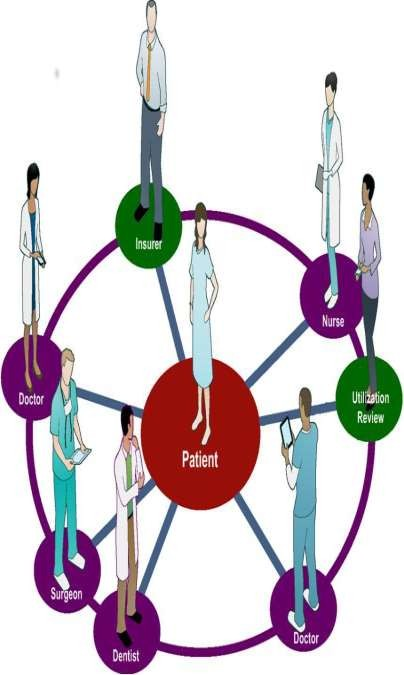 Insurer
Nurse
Doctor
Utilization
Review
Patient
Surgeon
Doctor
Dentist